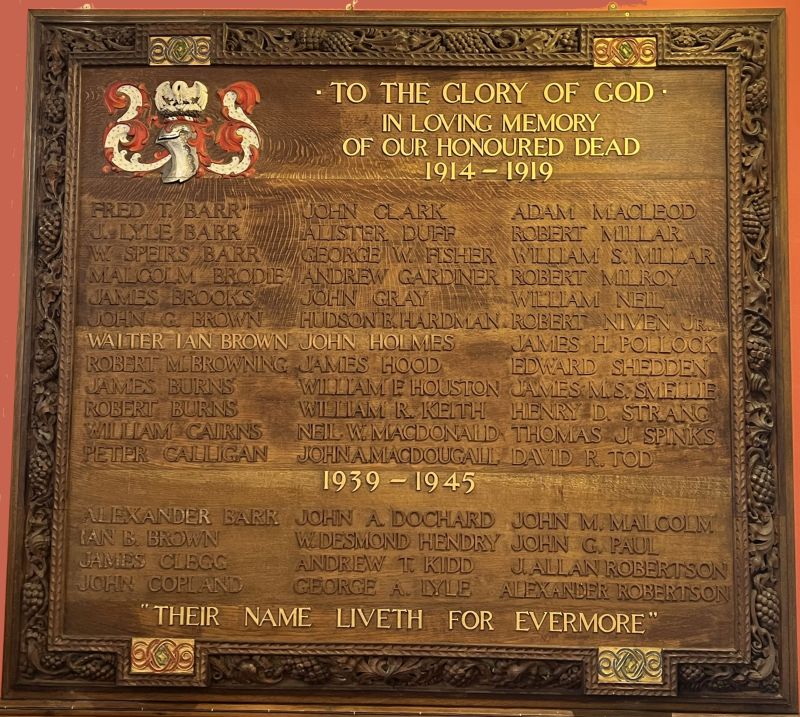 · TO THE GLORY OF GOD ·
IN LOVING MEMORY
OF OUR HONOURED DEAD
1914 – 1919
FRED T. BARR JOHN CLARK ADAM MACLEOD
J. LYLE BARR ALISTER DUFF ROBERT MILLAR
W. SPEIRS BARR GEORGE W. FISHER WILLIAM S. MILLAR
MALCOLM BRODIE ANDREW GARDINER ROBERT MILROY
JAMES BROOKS JOHN GRAY WILLIAM NEIL
JOHN G. BROWN HUDSON B. HARDMAN ROBERT NIVEN JR.
WALTER IAN BROWN JOHN HOLMES JAMES H. POLLOCK
ROBERT M. BROWNING JAMES HOOD EDWARD SHEDDEN
JAMES BURNS WILLIAM F. HOUSTON JAMES M. S. SMELLIE
ROBERT BURNS WILLIAM R. KEITH HENRY D. STRANG
WILLIAM CAIRNS NEIL W. MACDONALD THOMAS J. SPINKS
PETER CALLIGAN JOHN A. MACDOUGALL DAVID R. TOD
1939 – 1945
ALEXANDER BARR JOHN A. DOCHARD JOHN M. MALCOLM
IAN B. BROWN W. DESMOND HENDRY JOHN G. PAUL
JAMES CLEGG ANDREW T. KIDD J. ALLAN ROBERTSON
JOHN COPLAND GEORGE A. LYLE ALEXANDER ROBERTSON
"THEIR NAME LIVETH FOR EVERMORE"